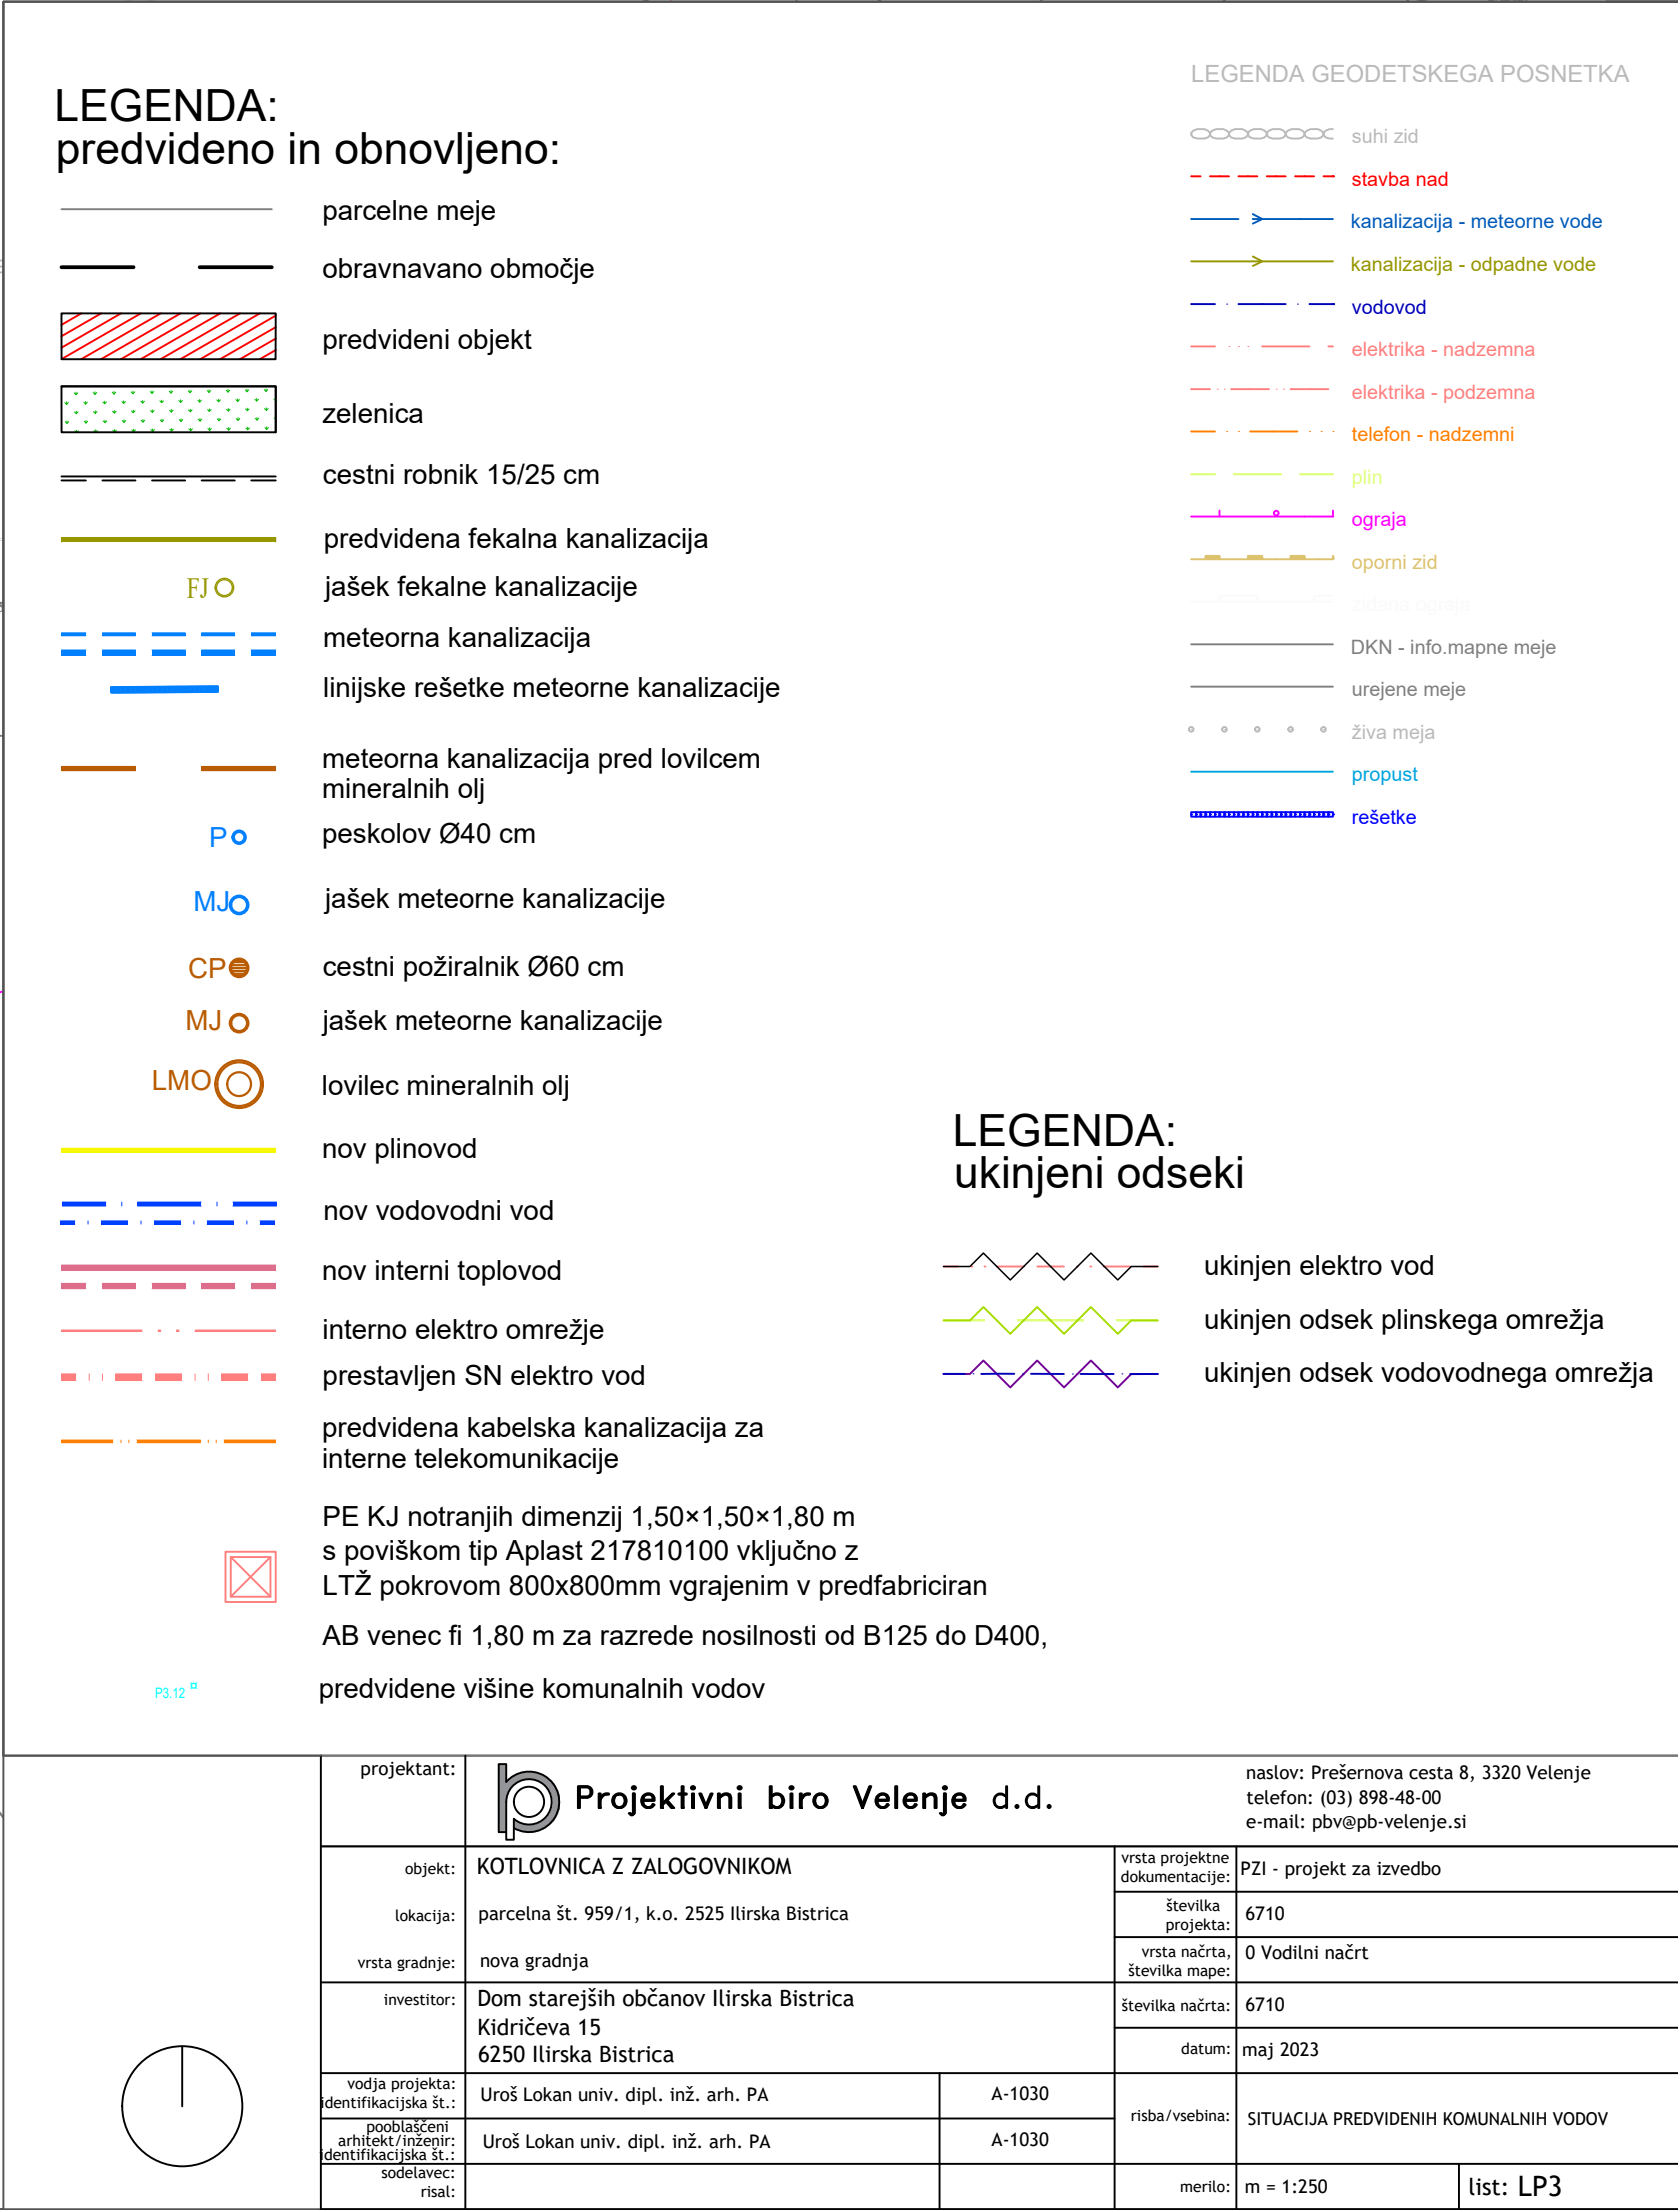 LEGENDA:
predvideno in obnovljeno:
parcelne meje
obravnavano območje
predvideni objekt
zelenica
cestni robnik 15/25 cm
predvidena fekalna kanalizacija
FJ jašek fekalne kanalizacije
meteorna kanalizacija
linijske rešetke meteorne kanalizacije
meteorna kanalizacija pred lovilcem
mineralnih olj
P peskolov Ø40 cm
MJ jašek meteorne kanalizacije
CP cestni požiralnik Ø60 cm
MJ jašek meteorne kanalizacije
LMO lovilec mineralnih olj
nov plinovod
nov vodovodni vod
nov interni toplovod
interno elektro omrežje
prestavljen SN elektro vod
predvidena kabelska kanalizacija za
interne telekomunikacije
PE KJ notranjih dimenzij 1,50×1,50×1,80 m
s poviškom tip Aplast 217810100 vključno z
LTŽ pokrovom 800x800mm vgrajenim v predfabriciran
AB venec fi 1,80 m za razrede nosilnosti od B125 do D400,
P3.12 predvidene višine komunalnih vodov
LEGENDA GEODETSKEGA POSNETKA
suhi zid
stavba nad
kanalizacija - meteorne vode
kanalizacija - odpadne vode
vodovod
elektrika - nadzemna
elektrika - podzemna
telefon - nadzemni
plin
ograja
oporni zid
zidana ograja
DKN - info.mapne meje
urejene meje
živa meja
propust
rešetke
LEGENDA:
ukinjeni odseki
ukinjen elektro vod
ukinjen odsek plinskega omrežja
ukinjen odsek vodovodnega omrežja
projektant:
Projektivni biro Velenje d.d.
naslov: Prešernova cesta 8, 3320 Velenje
telefon: (03) 898-48-00
e-mail: pbv@pb-velenje.si
objekt: KOTLOVNICA Z ZALOGOVNIKOM
lokacija: parcelna št. 959/1, k.o. 2525 Ilirska Bistrica
vrsta gradnje: nova gradnja
investitor: Dom starejših občanov Ilirska Bistrica
Kidričeva 15
6250 Ilirska Bistrica
vrsta projektne
dokumentacije: PZI - projekt za izvedbo
številka
projekta: 6710
vrsta načrta, 0 Vodilni načrt
številka mape:
številka načrta: 6710
datum: maj 2023
vodja projekta:
identifikacijska št.: Uroš Lokan univ. dipl. inž. arh. PA A-1030
pooblaščeni
arhitekt/inženir: Uroš Lokan univ. dipl. inž. arh. PA A-1030
identifikacijska št.:
sodelavec:
risal:
risba/vsebina: SITUACIJA PREDVIDENIH KOMUNALNIH VODOV
merilo: m = 1:250 list: LP3